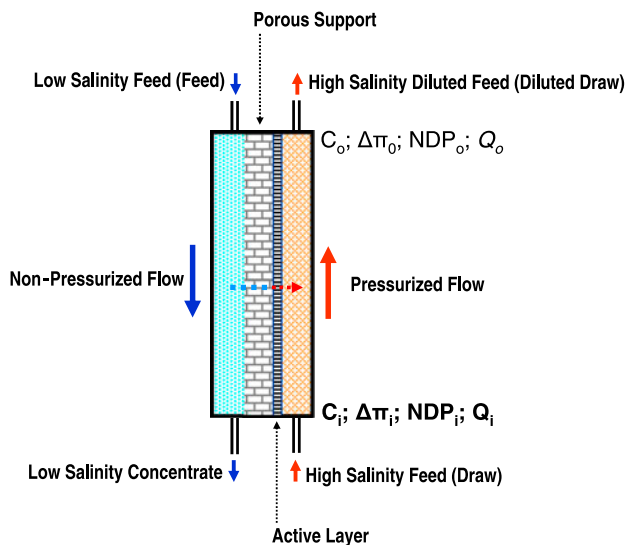 Porous Support
Low Salinity Feed (Feed)
High Salinity Diluted Feed (Diluted Draw)
Cₒ; Δπ₀; NDPₒ; Qₒ
Non-Pressurized Flow
Pressurized Flow
Cᵢ; Δπᵢ; NDPᵢ; Qᵢ
Low Salinity Concentrate
High Salinity Feed (Draw)
Active Layer